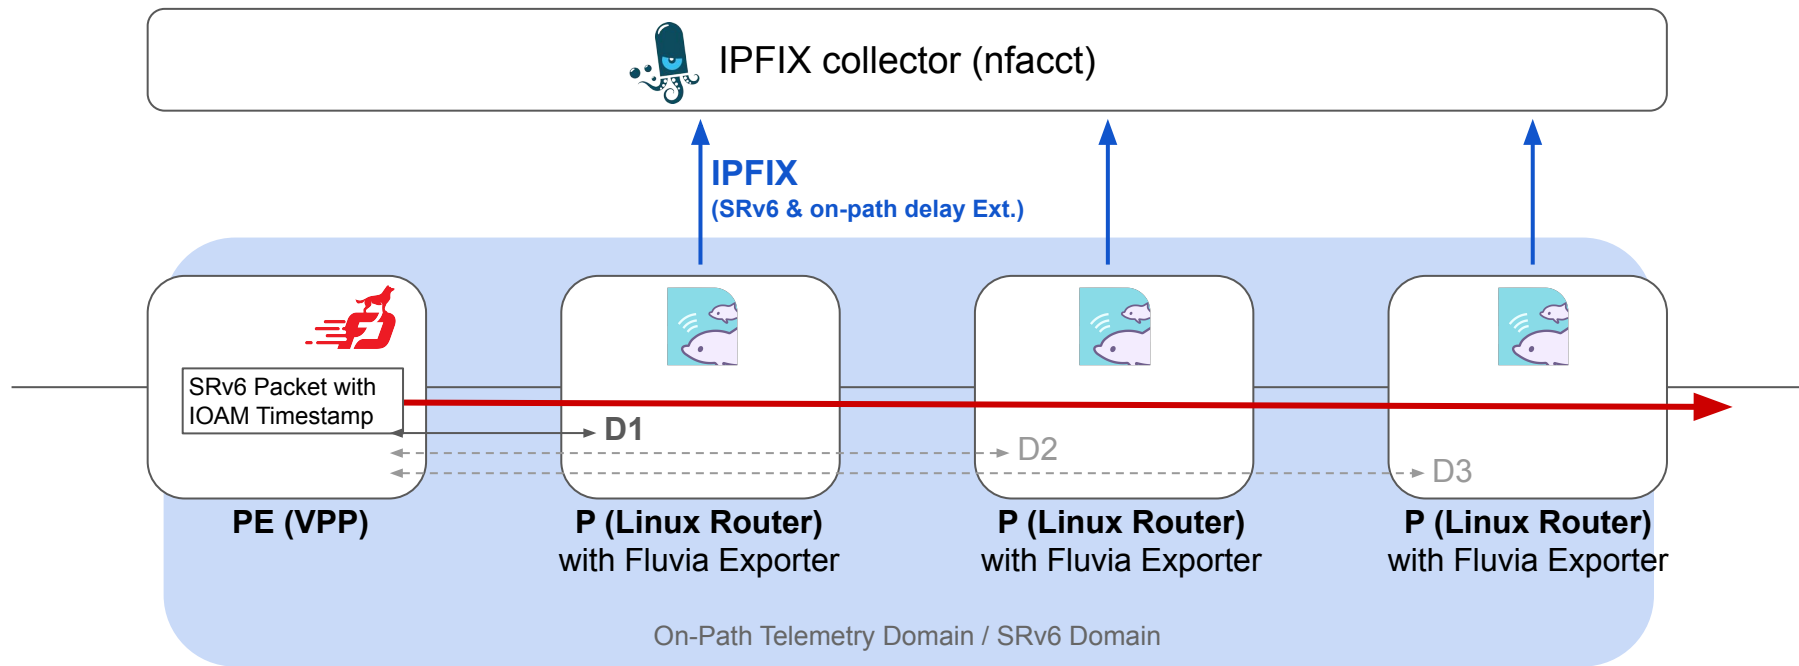 IPFIX collector (nfacct)
IPFIX
(SRv6 & on-path delay Ext.)
SRv6 Packet with
IOAM Timestamp
D1
D2
D3
PE (VPP)
P (Linux Router)
with Fluvia Exporter
P (Linux Router)
with Fluvia Exporter
P (Linux Router)
with Fluvia Exporter
On-Path Telemetry Domain / SRv6 Domain